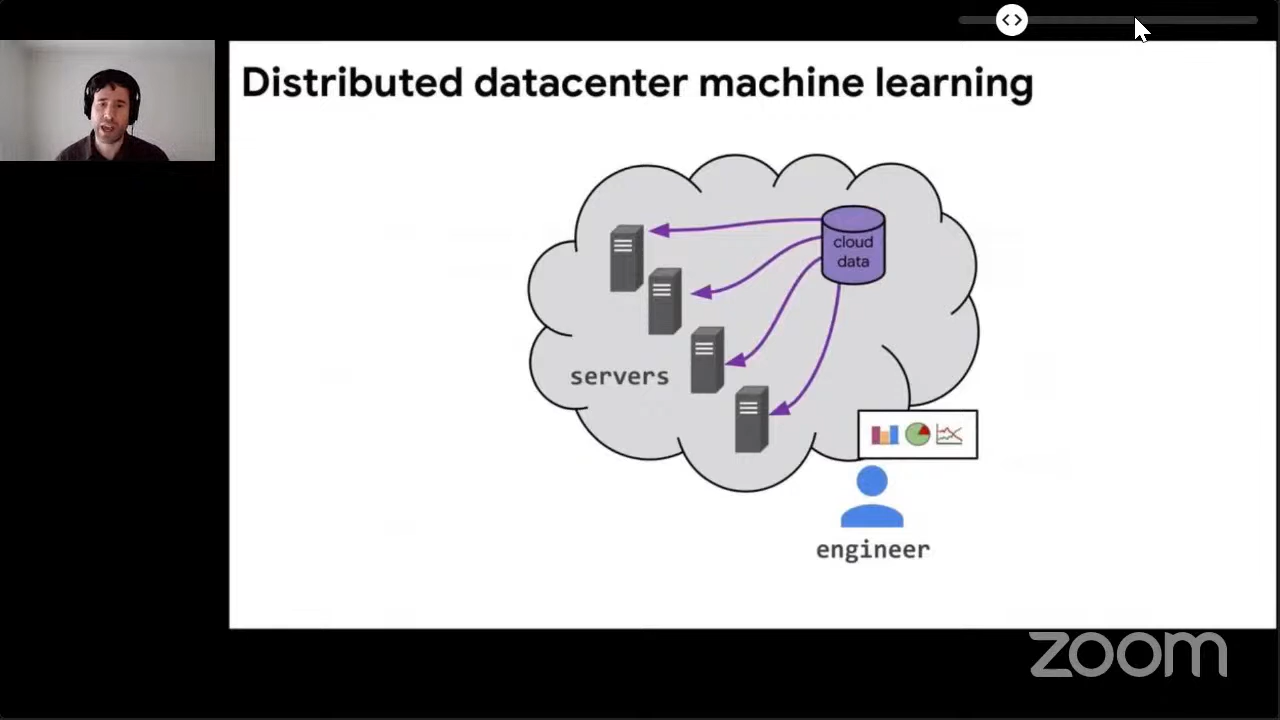 Distributed datacenter machine learning
cloud
data
servers
engineer
zoom